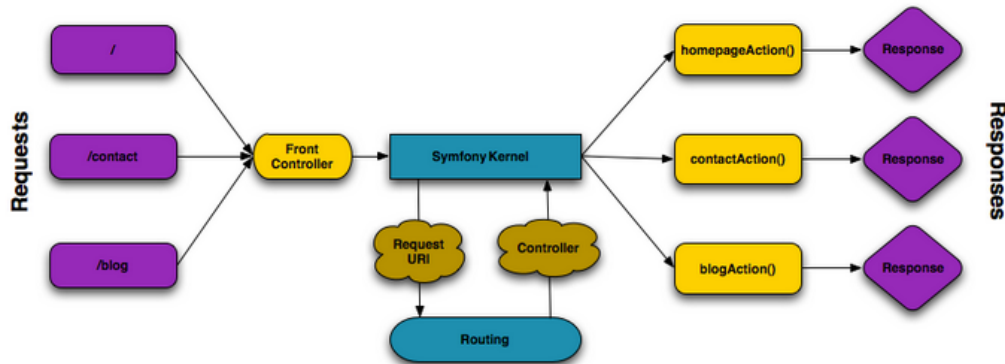 Requests
/
/contact
/blog
Front
Controller
Symfony Kernel
Request
URI
Controller
Routing
homepageAction()
contactAction()
blogAction()
Response
Response
Response
Responses